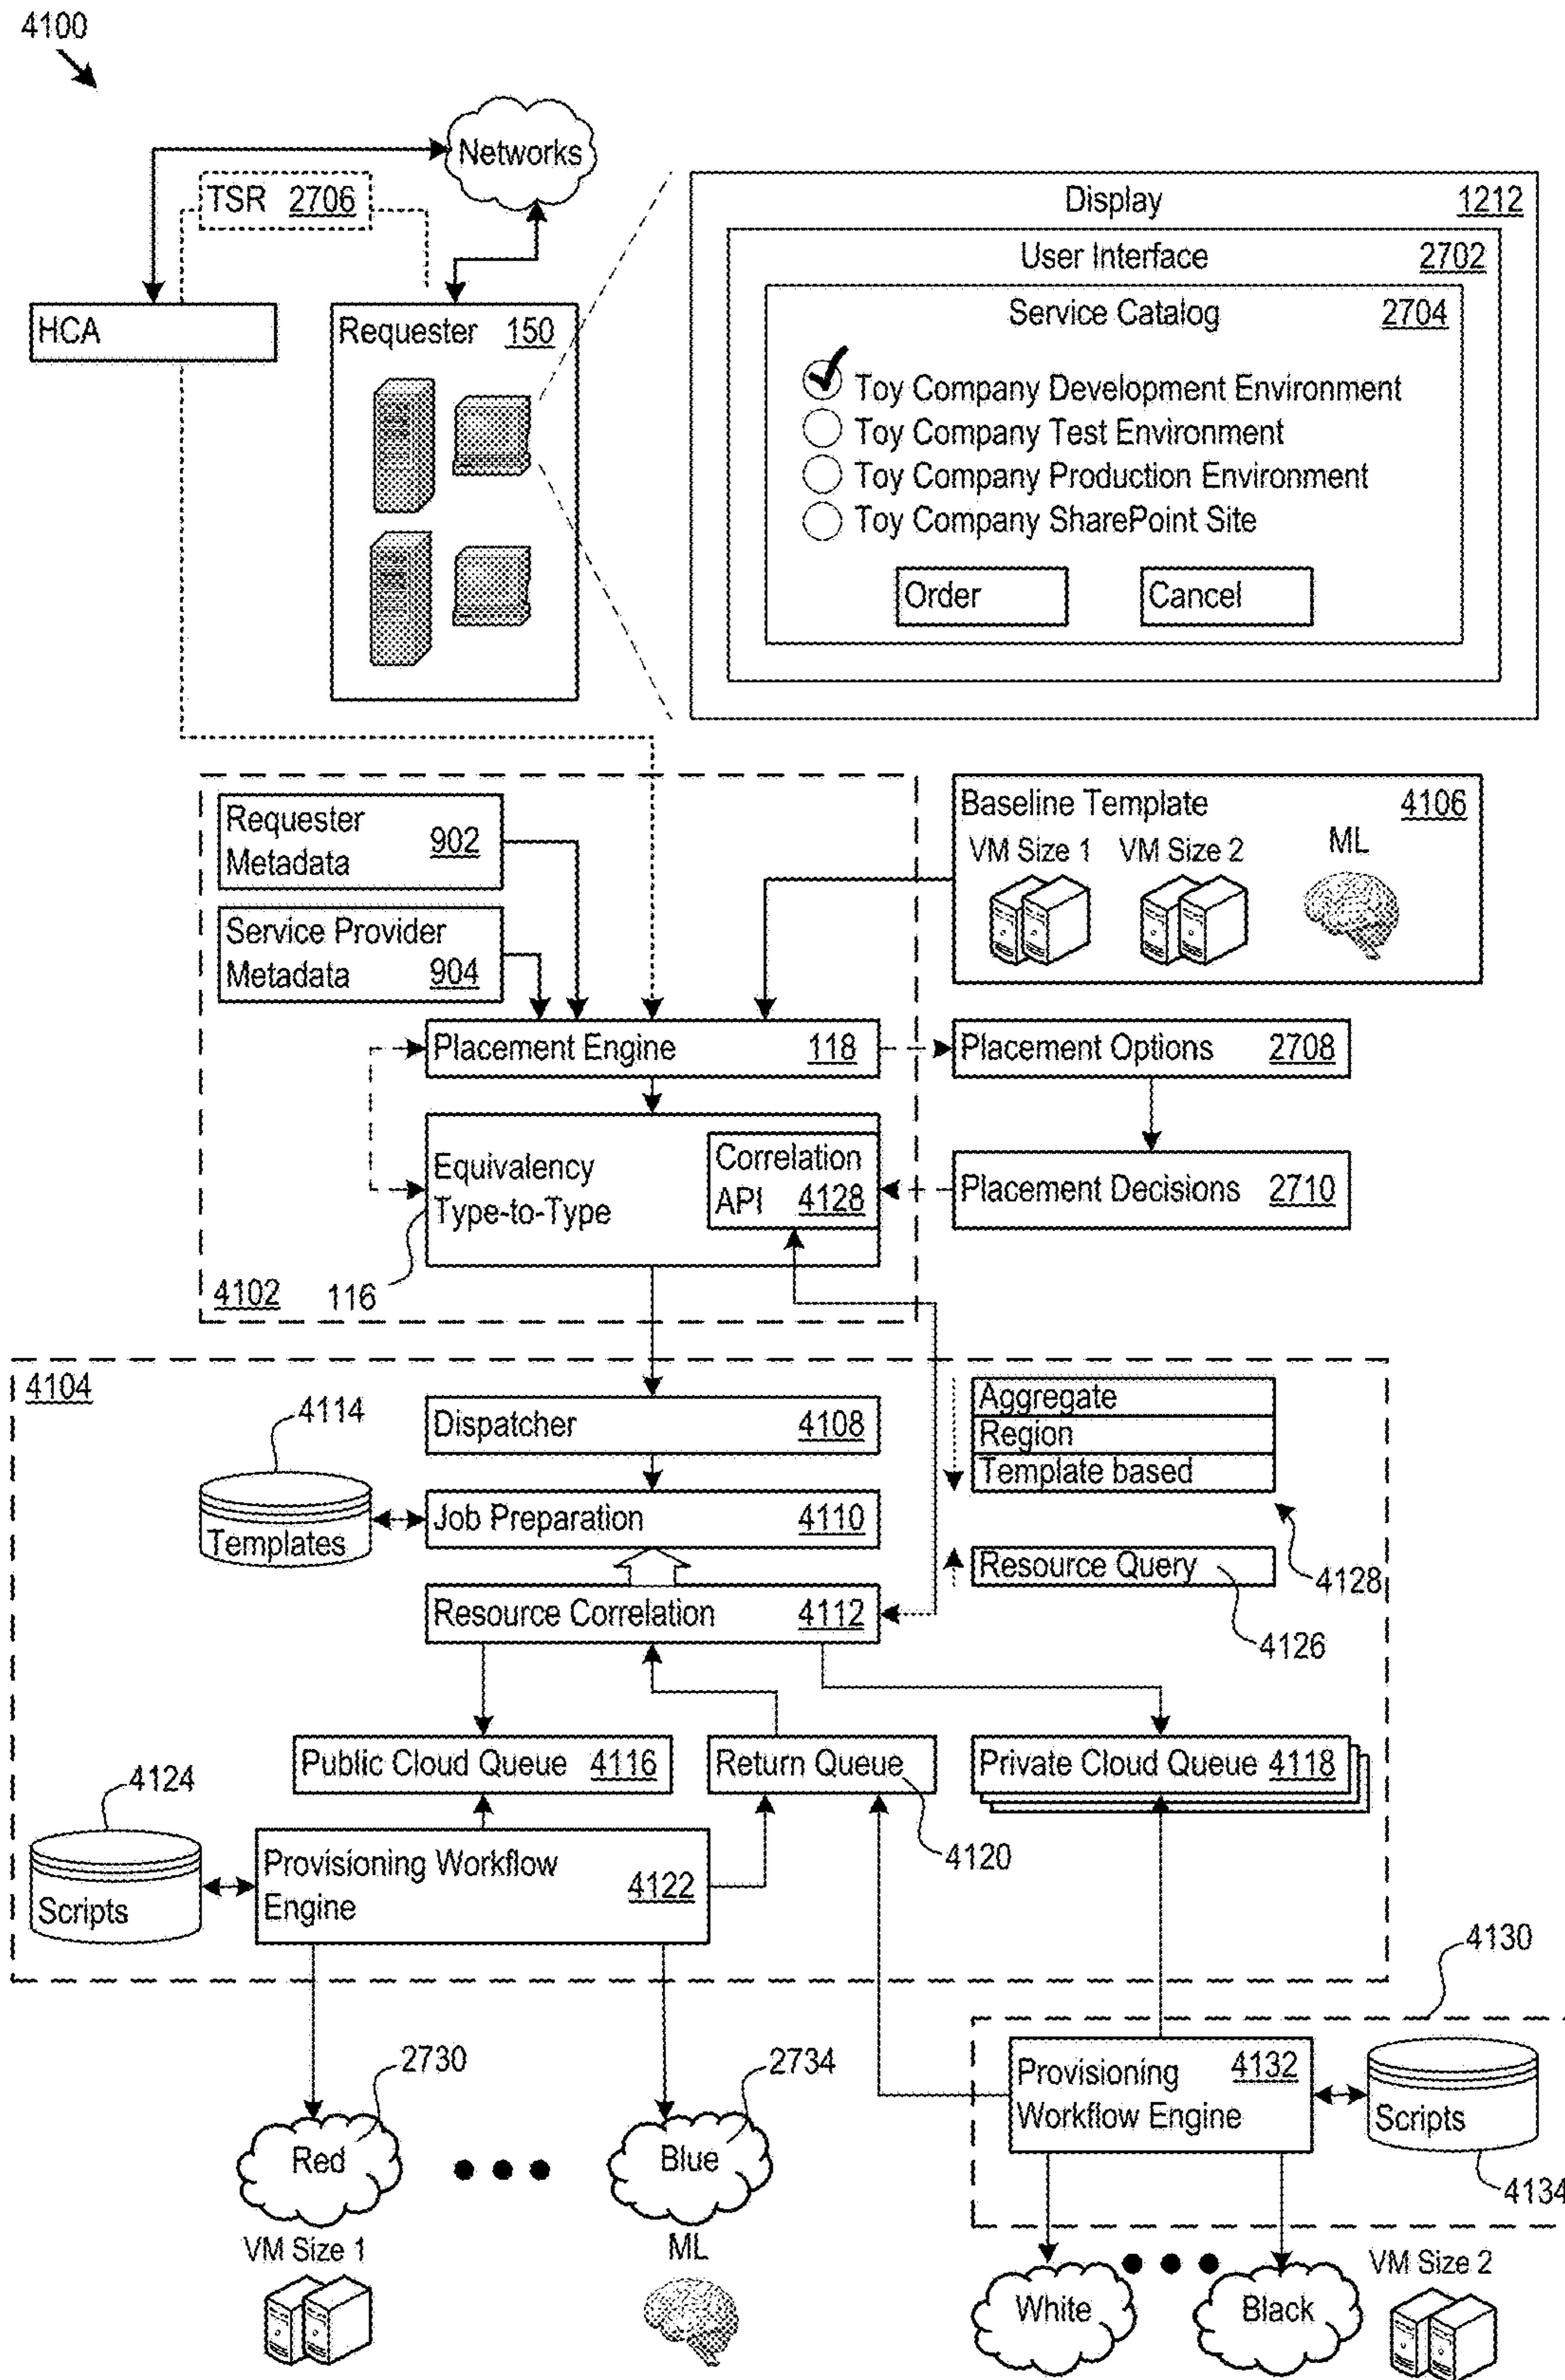 4100
Networks
TSR 2706
HCA
Requester 150
Display 1212
User Interface 2702
Service Catalog 2704
Toy Company Development Environment
Toy Company Test Environment
Toy Company Production Environment
Toy Company SharePoint Site
Order
Cancel
Requester
Metadata
902
Service Provider
Metadata
904
Baseline Template 4106
VM Size 1
VM Size 2
ML
Placement Engine 118
Placement Options 2708
Equivalency
Type-to-Type
Correlation
API 4128
Placement Decisions 2710
4102
116
4104
4114
Templates
Dispatcher 4108
Job Preparation 4110
Resource Correlation 4112
Aggregate
Region
Template based
Resource Query
4128
4126
Public Cloud Queue 4116
Return Queue
Private Cloud Queue 4118
4124
Scripts
Provisioning Workflow
Engine
4122
4120
4130
2730
Red
VM Size 1
2734
Blue
ML
Provisioning
Workflow Engine
4132
Scripts
4134
White
Black
VM Size 2